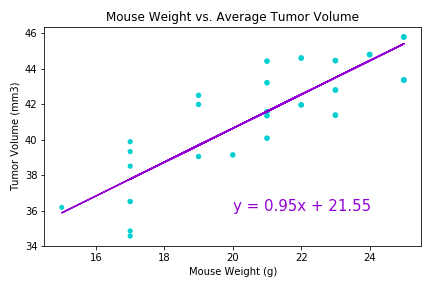 Mouse Weight vs. Average Tumor Volume
Tumor Volume (mm3)
46
44
42
40
38
36
34
y = 0.95x + 21.55
16 18 20 22 24
Mouse Weight (g)